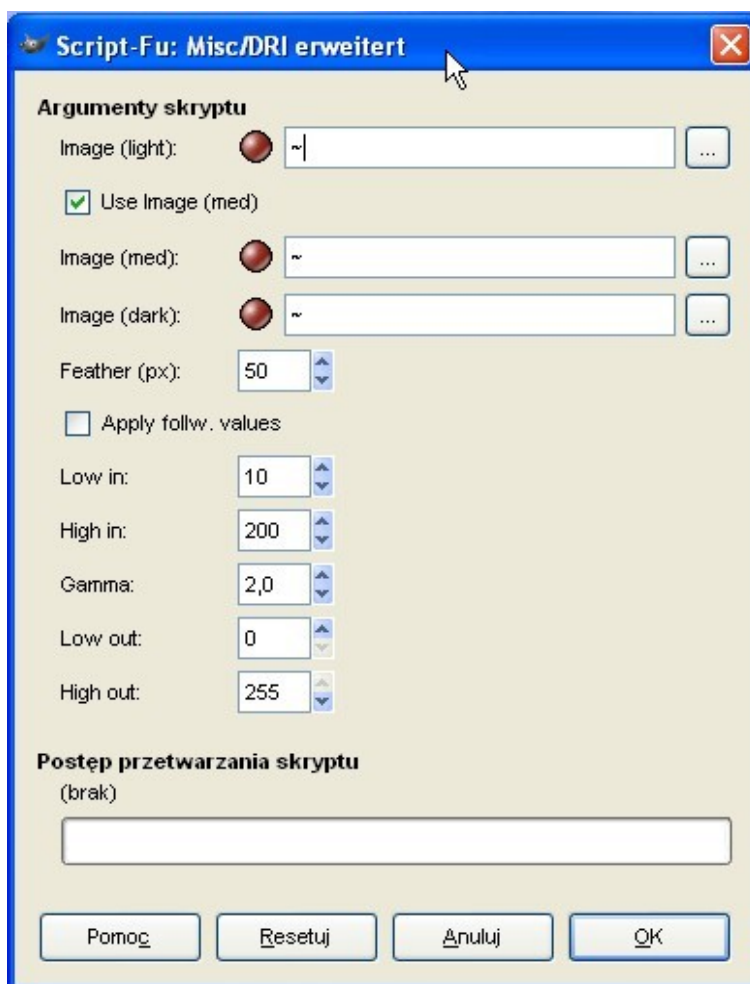 Script-Fu: Misc/DRI erweitert
Argumenty skryptu
Image (light): ~ ...
Use Image (med)
Image (med): ~ ...
Image (dark): ~ ...
Feather (px): 50
Apply follw. values
Low in: 10
High in: 200
Gamma: 2,0
Low out: 0
High out: 255
Postęp przetwarzania skryptu
(brak)
Pomoc Resetuj Anuluj OK